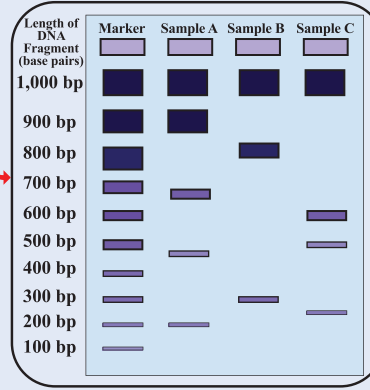 Length of
DNA
Fragment
(base pairs)
Marker Sample A Sample B Sample C
1,000 bp
900 bp
800 bp
700 bp
600 bp
500 bp
400 bp
300 bp
200 bp
100 bp